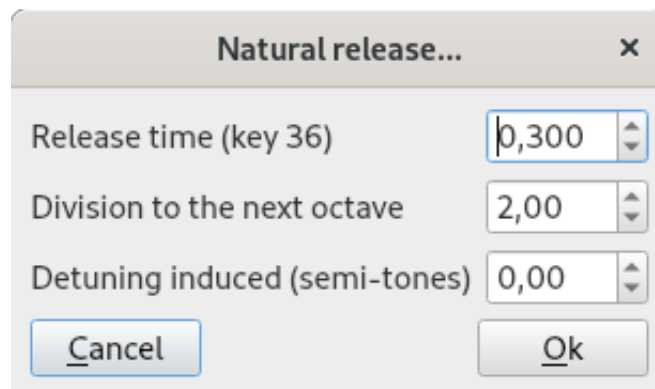 Natural release...
Release time (key 36) 0,300
Division to the next octave 2,00
Detuning induced (semi-tones) 0,00
Cancel Ok